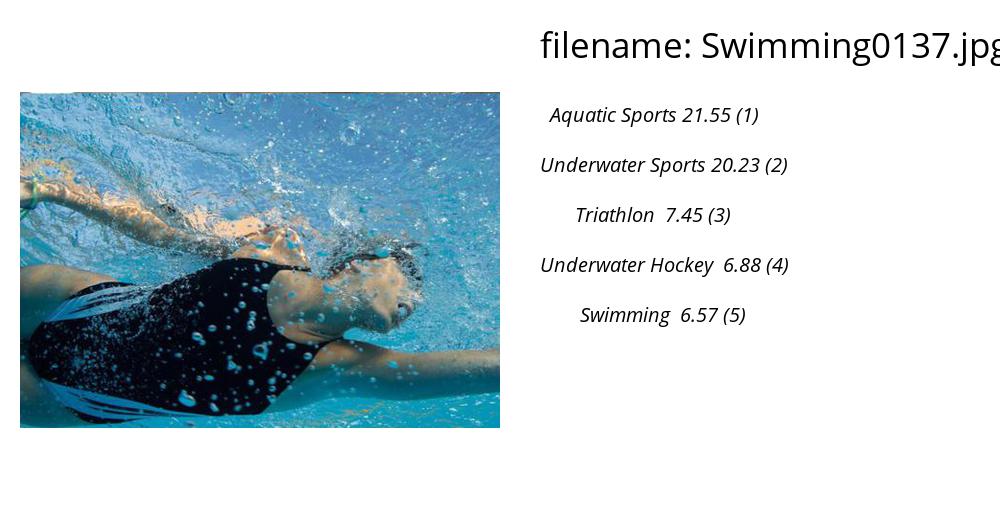 filename: Swimming0137.jpg
Aquatic Sports 21.55 (1)
Underwater Sports 20.23 (2)
Triathlon 7.45 (3)
Underwater Hockey 6.88 (4)
Swimming 6.57 (5)